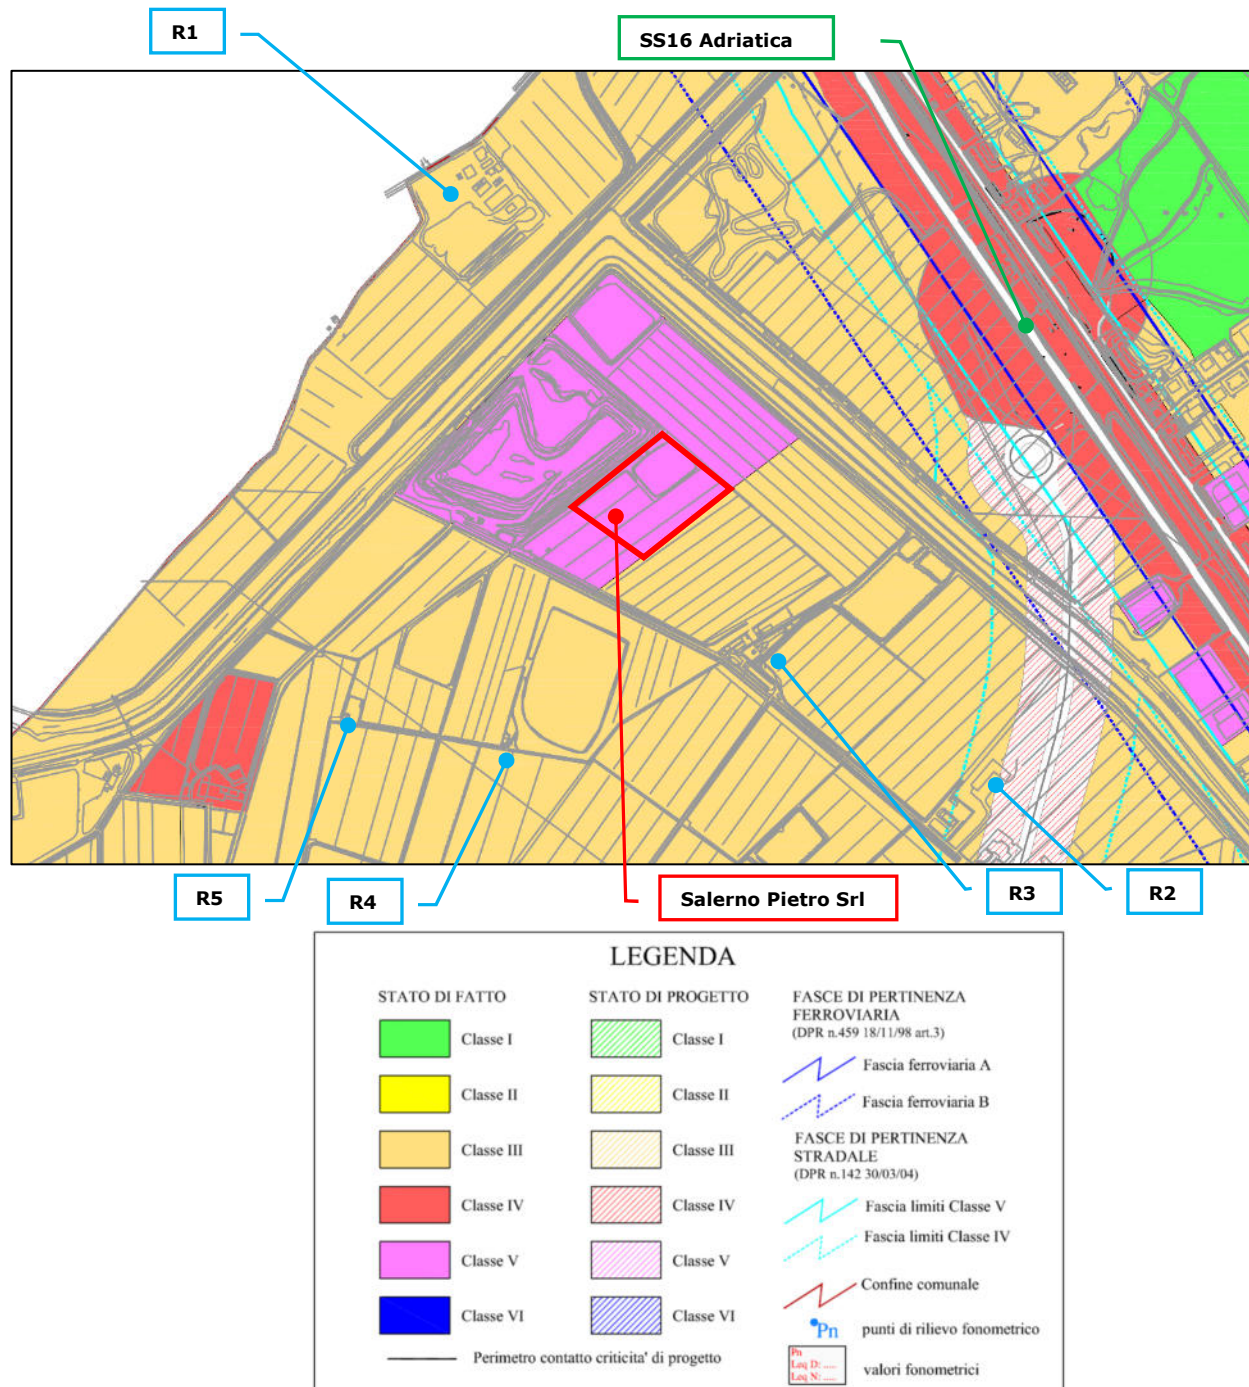 R1
SS16 Adriatica
R5
R4
Salerno Pietro Srl
R3
R2
LEGENDA
STATO DI FATTO
Classe I
Classe II
Classe III
Classe IV
Classe V
Classe VI
STATO DI PROGETTO
Classe I
Classe II
Classe III
Classe IV
Classe V
Classe VI
Perimetro contatto criticita' di progetto
FASCE DI PERTINENZA
FERROVIARIA
(DPR n.459 18/11/98 art.3)
Fascia ferroviaria A
Fascia ferroviaria B
FASCE DI PERTINENZA
STRADALE
(DPR n.142 30/03/04)
Fascia limiti Classe V
Fascia limiti Classe IV
Confine comunale
Pn
punti di rilievo fonometrico
Pn
Leq D: .....
Leq N: .....
valori fonometrici